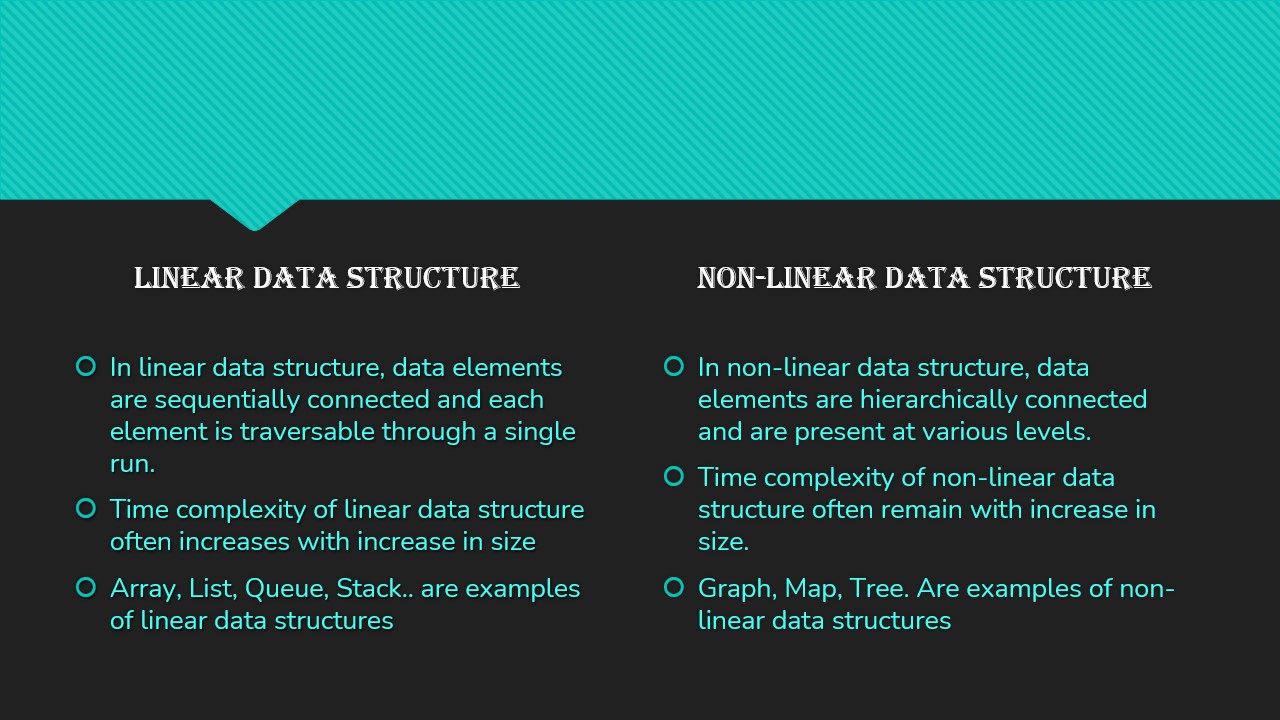 LINEAR DATA STRUCTURE
In linear data structure, data elements
are sequentially connected and each
element is traversable through a single
run.
Time complexity of linear data structure
often increases with increase in size
Array, List, Queue, Stack.. are examples
of linear data structures
NON-LINEAR DATA STRUCTURE
In non-linear data structure, data
elements are hierarchically connected
and are present at various levels.
Time complexity of non-linear data
structure often remain with increase in
size.
Graph, Map, Tree. Are examples of non-
linear data structures